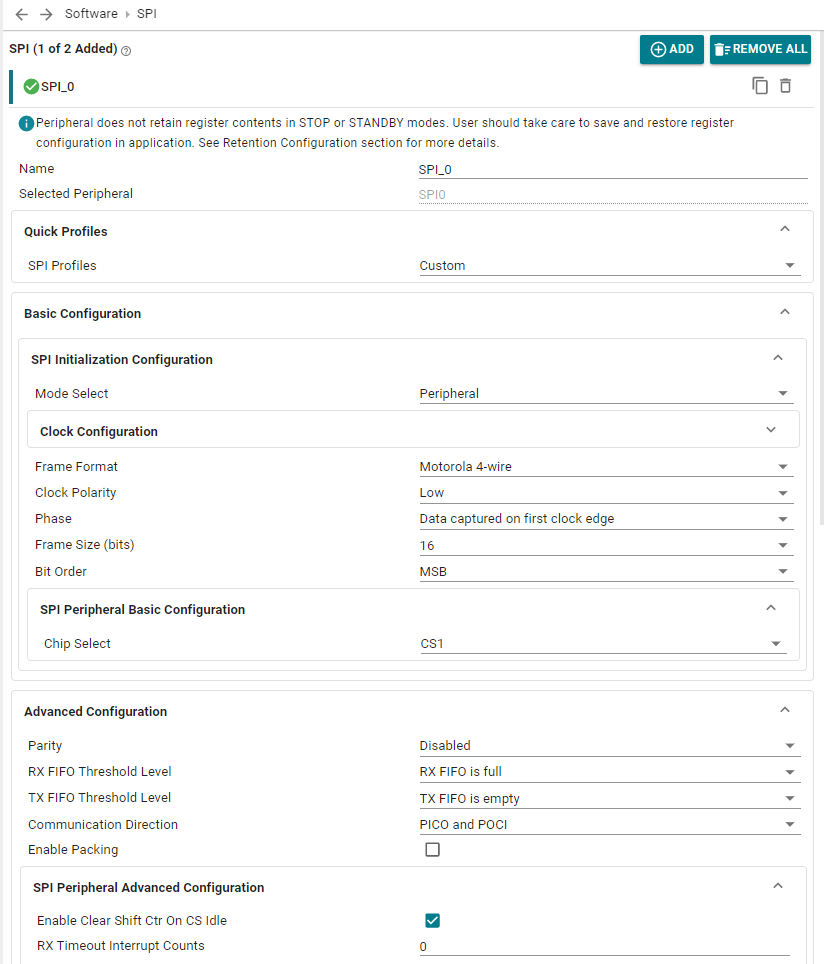 Software › SPI
SPI (1 of 2 Added) ?
ADD
REMOVE ALL
SPI_0
Peripheral does not retain register contents in STOP or STANDBY modes. User should take care to save and restore register
configuration in application. See Retention Configuration section for more details.
Name SPI_0
Selected Peripheral SPI0
Quick Profiles
SPI Profiles Custom
Basic Configuration
SPI Initialization Configuration
Mode Select Peripheral
Clock Configuration
Frame Format Motorola 4-wire
Clock Polarity Low
Phase Data captured on first clock edge
Frame Size (bits) 16
Bit Order MSB
SPI Peripheral Basic Configuration
Chip Select CS1
Advanced Configuration
Parity Disabled
RX FIFO Threshold Level RX FIFO is full
TX FIFO Threshold Level TX FIFO is empty
Communication Direction PICO and POCI
Enable Packing
SPI Peripheral Advanced Configuration
Enable Clear Shift Ctr On CS Idle
RX Timeout Interrupt Counts 0